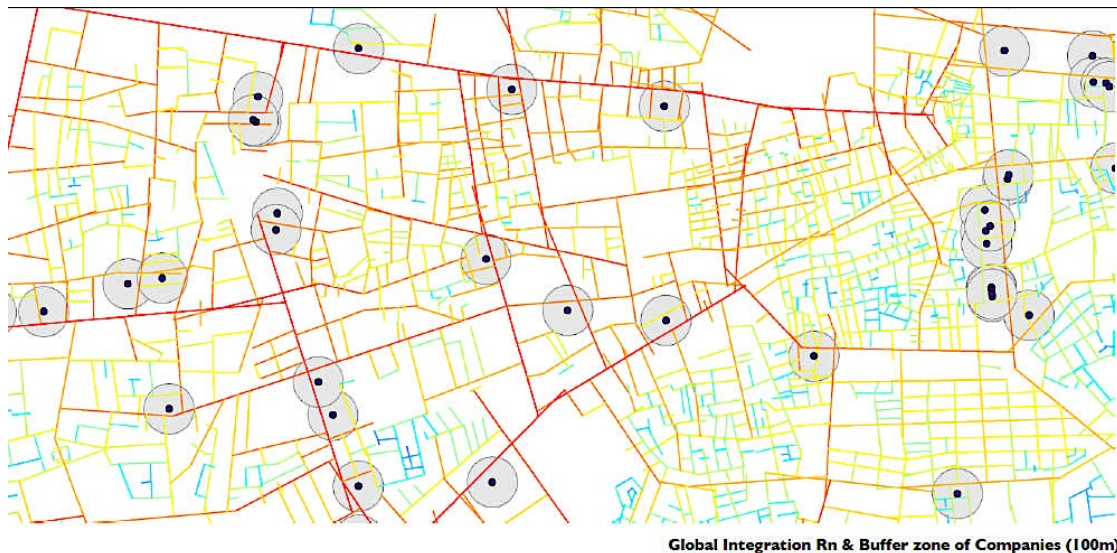 Global Integration Rn & Buffer zone of Companies (100m)